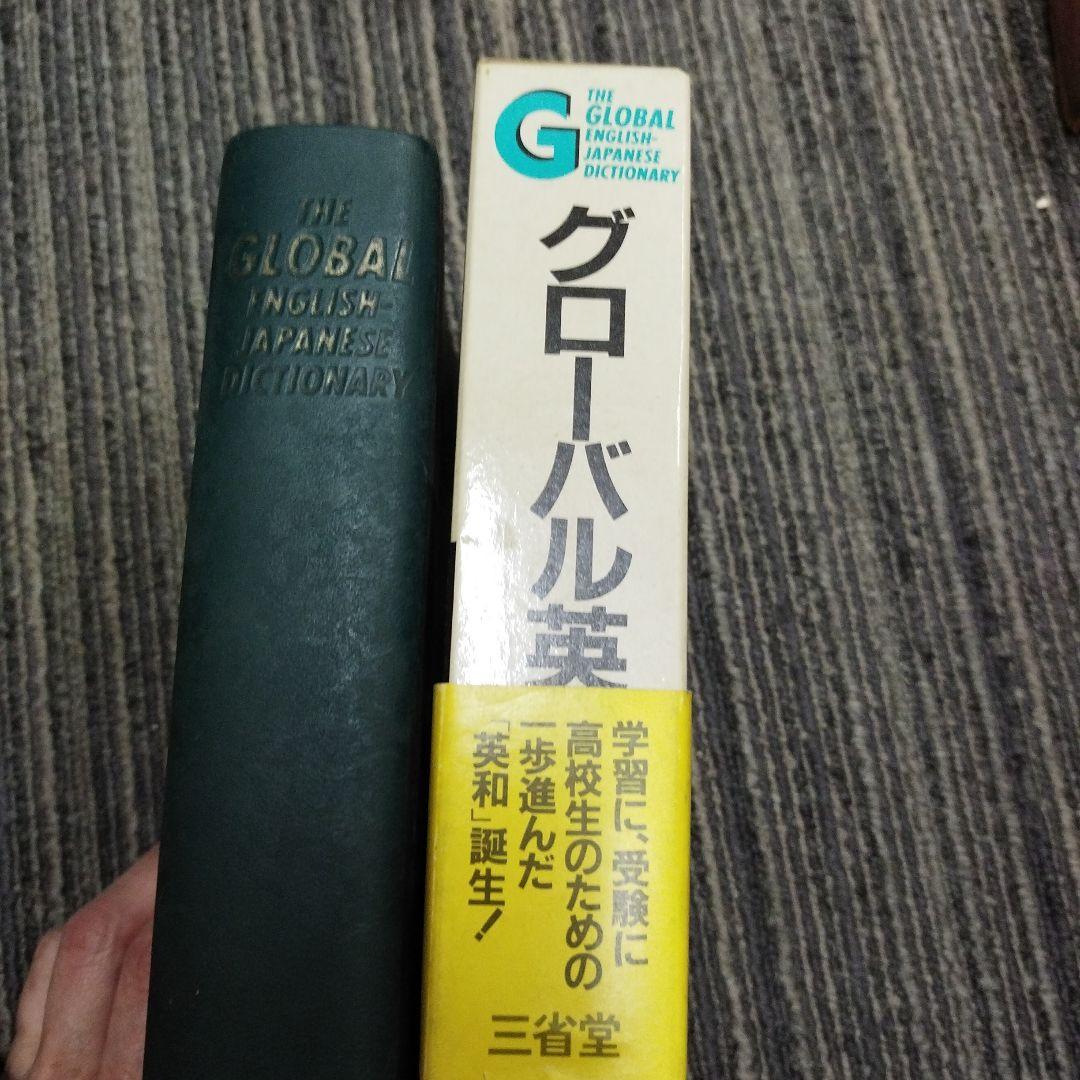 THE
GLOBAL
ENGLISH-
JAPANESE
DICTIONARY
G
THE
GLOBAL
ENGLISH-
JAPANESE
DICTIONARY
グローバル英
学習に、受験に
高校生のための
一歩進んだ
「英和」誕生!
三省堂